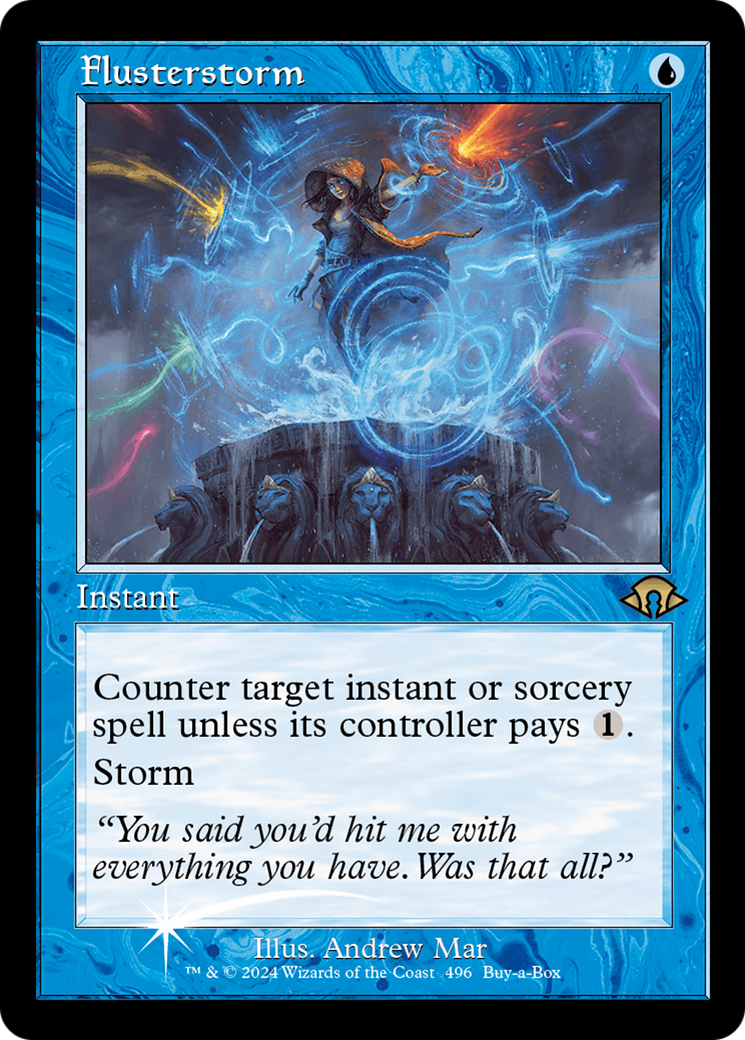 Flusterstorm
Instant
Counter target instant or sorcery
spell unless its controller pays 1.
Storm
“You said you’d hit me with
everything you have. Was that all?”
Illus. Andrew Mar
™ & © 2024 Wizards of the Coast 496 Buy-a-Box